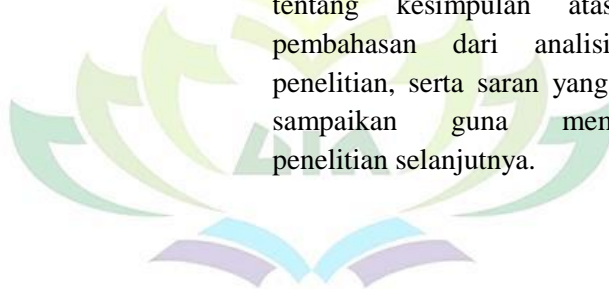 tentang kesimpulan atas
pembahasan dari analisi
penelitian, serta saran yang
sampaikan guna men
penelitian selanjutnya.